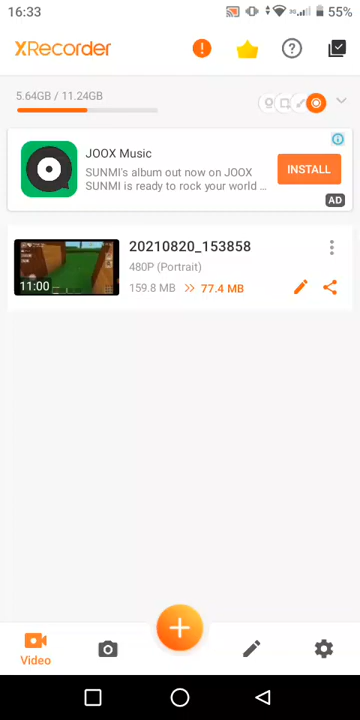 16:33
3G
55%
XRecorder
5.64GB / 11.24GB
JOOX Music
SUNMI's album out now on JOOX
SUNMI is ready to rock your world ...
INSTALL
AD
20210820_153858
480P (Portrait)
11:00
159.8 MB >> 77.4 MB
Video